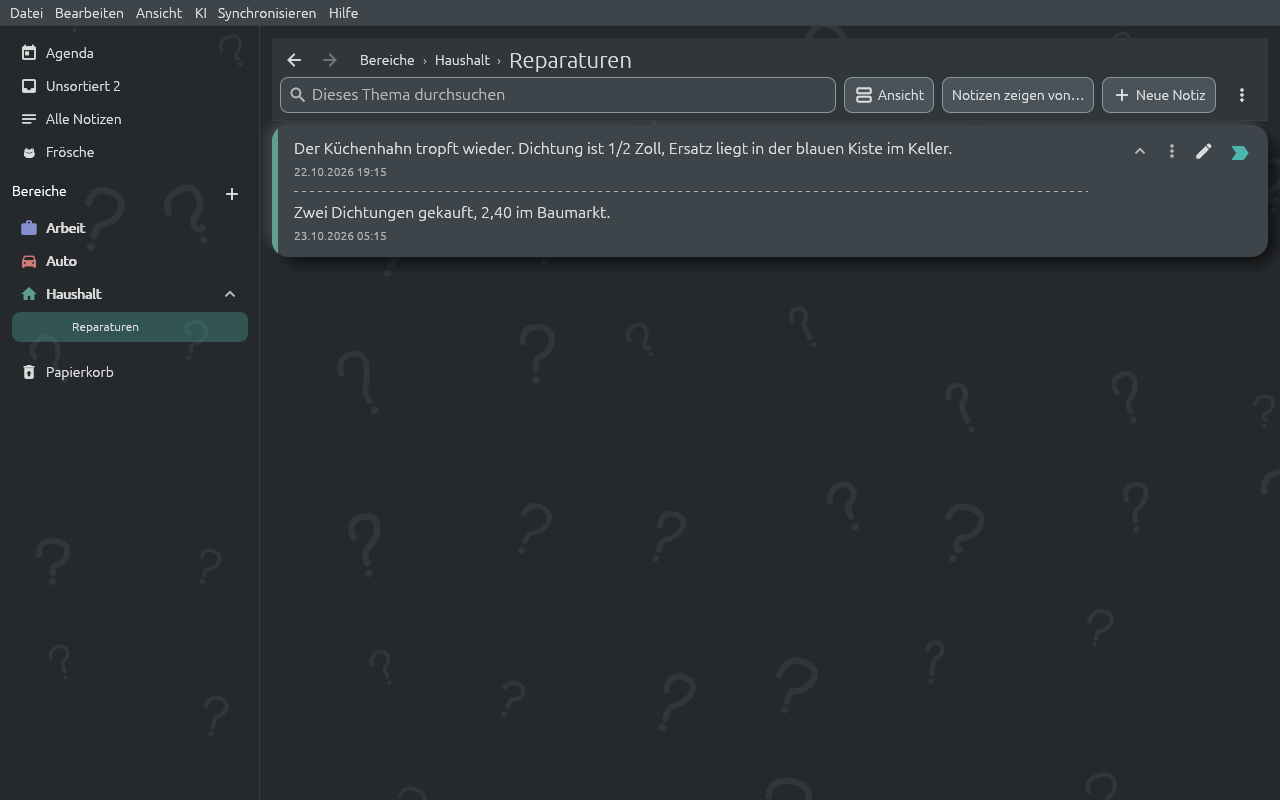 Datei Bearbeiten Ansicht KI Synchronisieren Hilfe
Agenda
Unsortiert 2
Alle Notizen
Frösche
Bereiche
Arbeit
Auto
Haushalt
Reparaturen
Papierkorb
Bereiche › Haushalt › Reparaturen
Dieses Thema durchsuchen
Ansicht
Notizen zeigen von...
Neue Notiz
Der Küchenhahn tropft wieder. Dichtung ist 1/2 Zoll, Ersatz liegt in der blauen Kiste im Keller.
22.10.2026 19:15
Zwei Dichtungen gekauft, 2,40 im Baumarkt.
23.10.2026 05:15